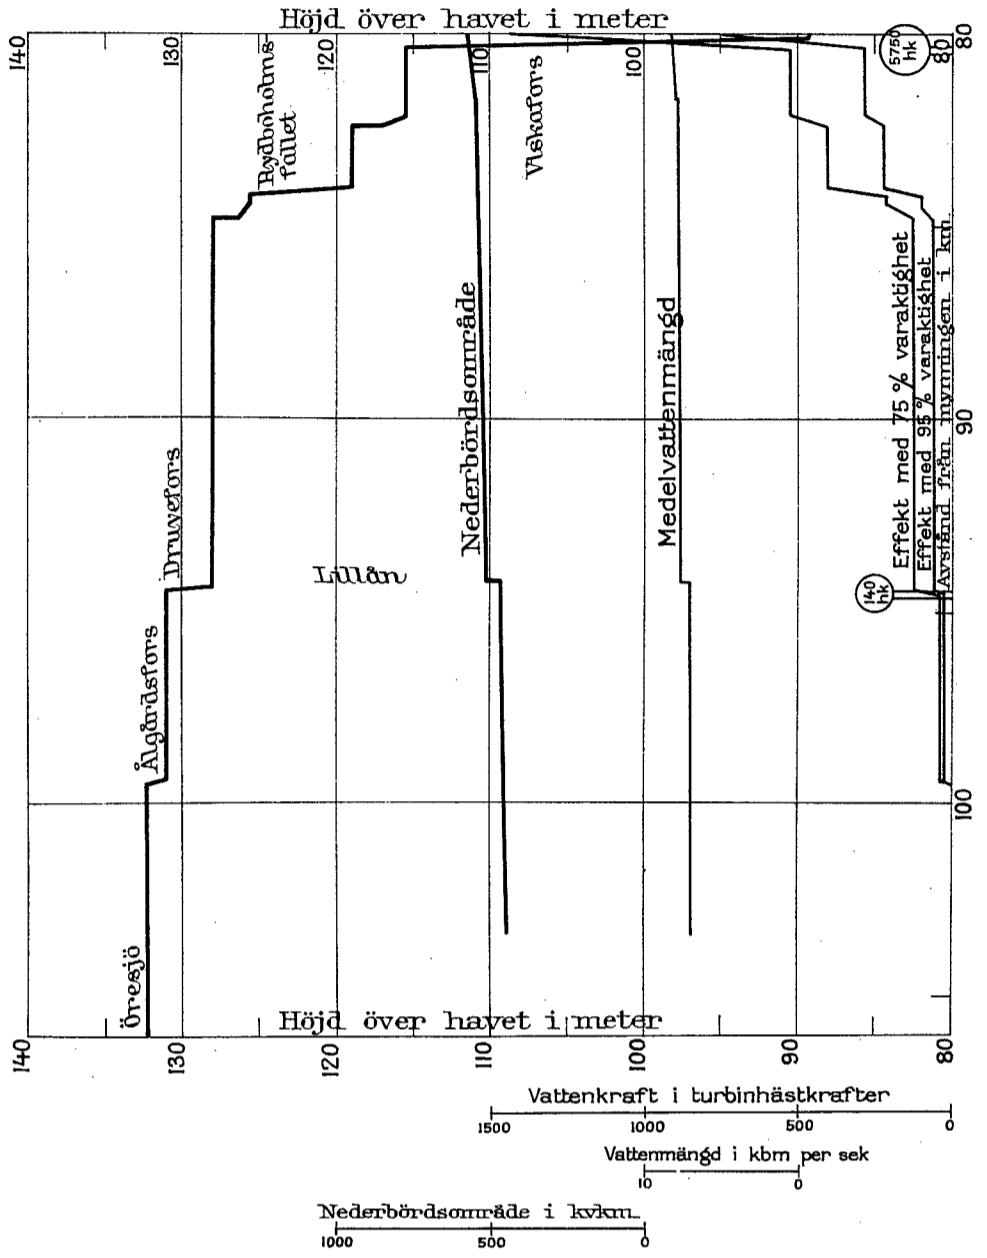 Höjd över havet i meter
140
130
120
110
100
5750
hk
80
80
Rydboholms-
fallet
Viskafors
Nederbördsområde
Medelvattenmängd
Effekt med 75 % varaktighet
Effekt med 95 % varaktighet
Avstånd från mynningen i km
90
Druvefors
Lillån
140
hk
Ålgårdsfors
100
Öresjö
Höjd över havet i meter
140
130
120
110
100
90
80
Vattenkraft i turbinhästkrafter
1500
1000
500
0
Vattenmängd i kbm per sek
10
0
Nederbördsområde i kvkm
1000
500
0